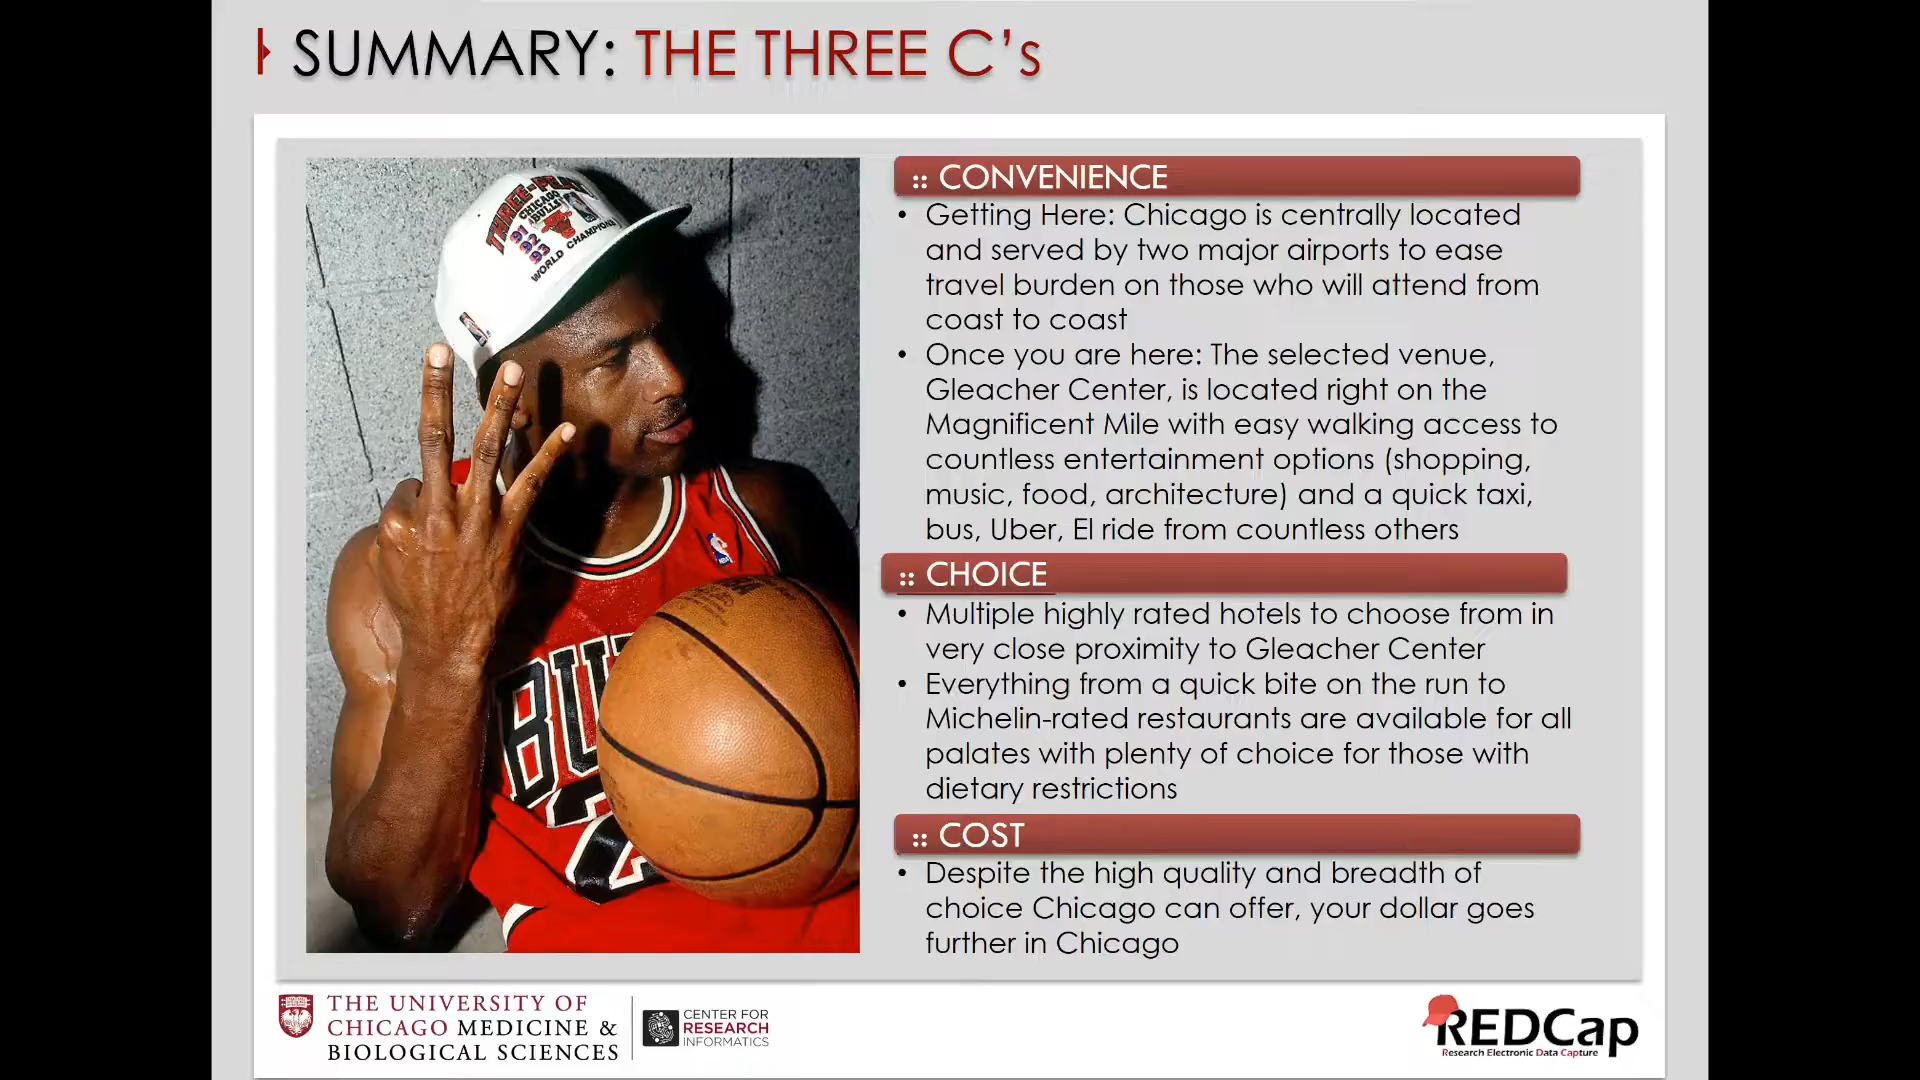 SUMMARY: THE THREE C’s
THREE-PEAT
CHICAGO
BULLS
91
92
93
WORLD CHAMPIONS
BU
:: CONVENIENCE
• Getting Here: Chicago is centrally located
and served by two major airports to ease
travel burden on those who will attend from
coast to coast
• Once you are here: The selected venue,
Gleacher Center, is located right on the
Magnificent Mile with easy walking access to
countless entertainment options (shopping,
music, food, architecture) and a quick taxi,
bus, Uber, El ride from countless others
:: CHOICE
• Multiple highly rated hotels to choose from in
very close proximity to Gleacher Center
• Everything from a quick bite on the run to
Michelin-rated restaurants are available for all
palates with plenty of choice for those with
dietary restrictions
:: COST
• Despite the high quality and breadth of
choice Chicago can offer, your dollar goes
further in Chicago
THE UNIVERSITY OF
CHICAGO MEDICINE &
BIOLOGICAL SCIENCES
CENTER FOR
RESEARCH
INFORMATICS
REDCap
Research Electronic Data Capture